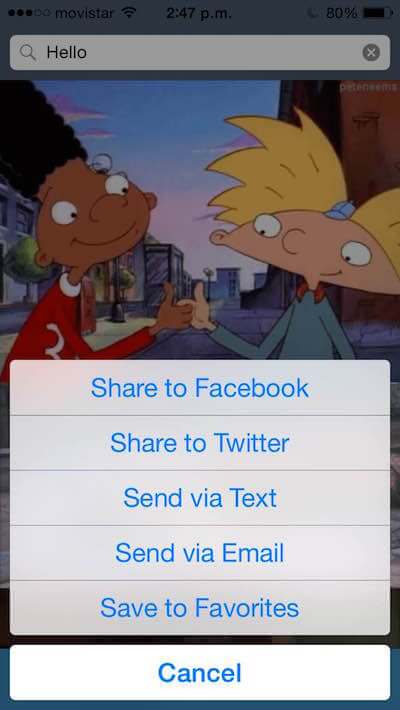 movistar 2:47 p.m. 80%
Hello
peteneems
3
Share to Facebook
Share to Twitter
Send via Text
Send via Email
Save to Favorites
Cancel